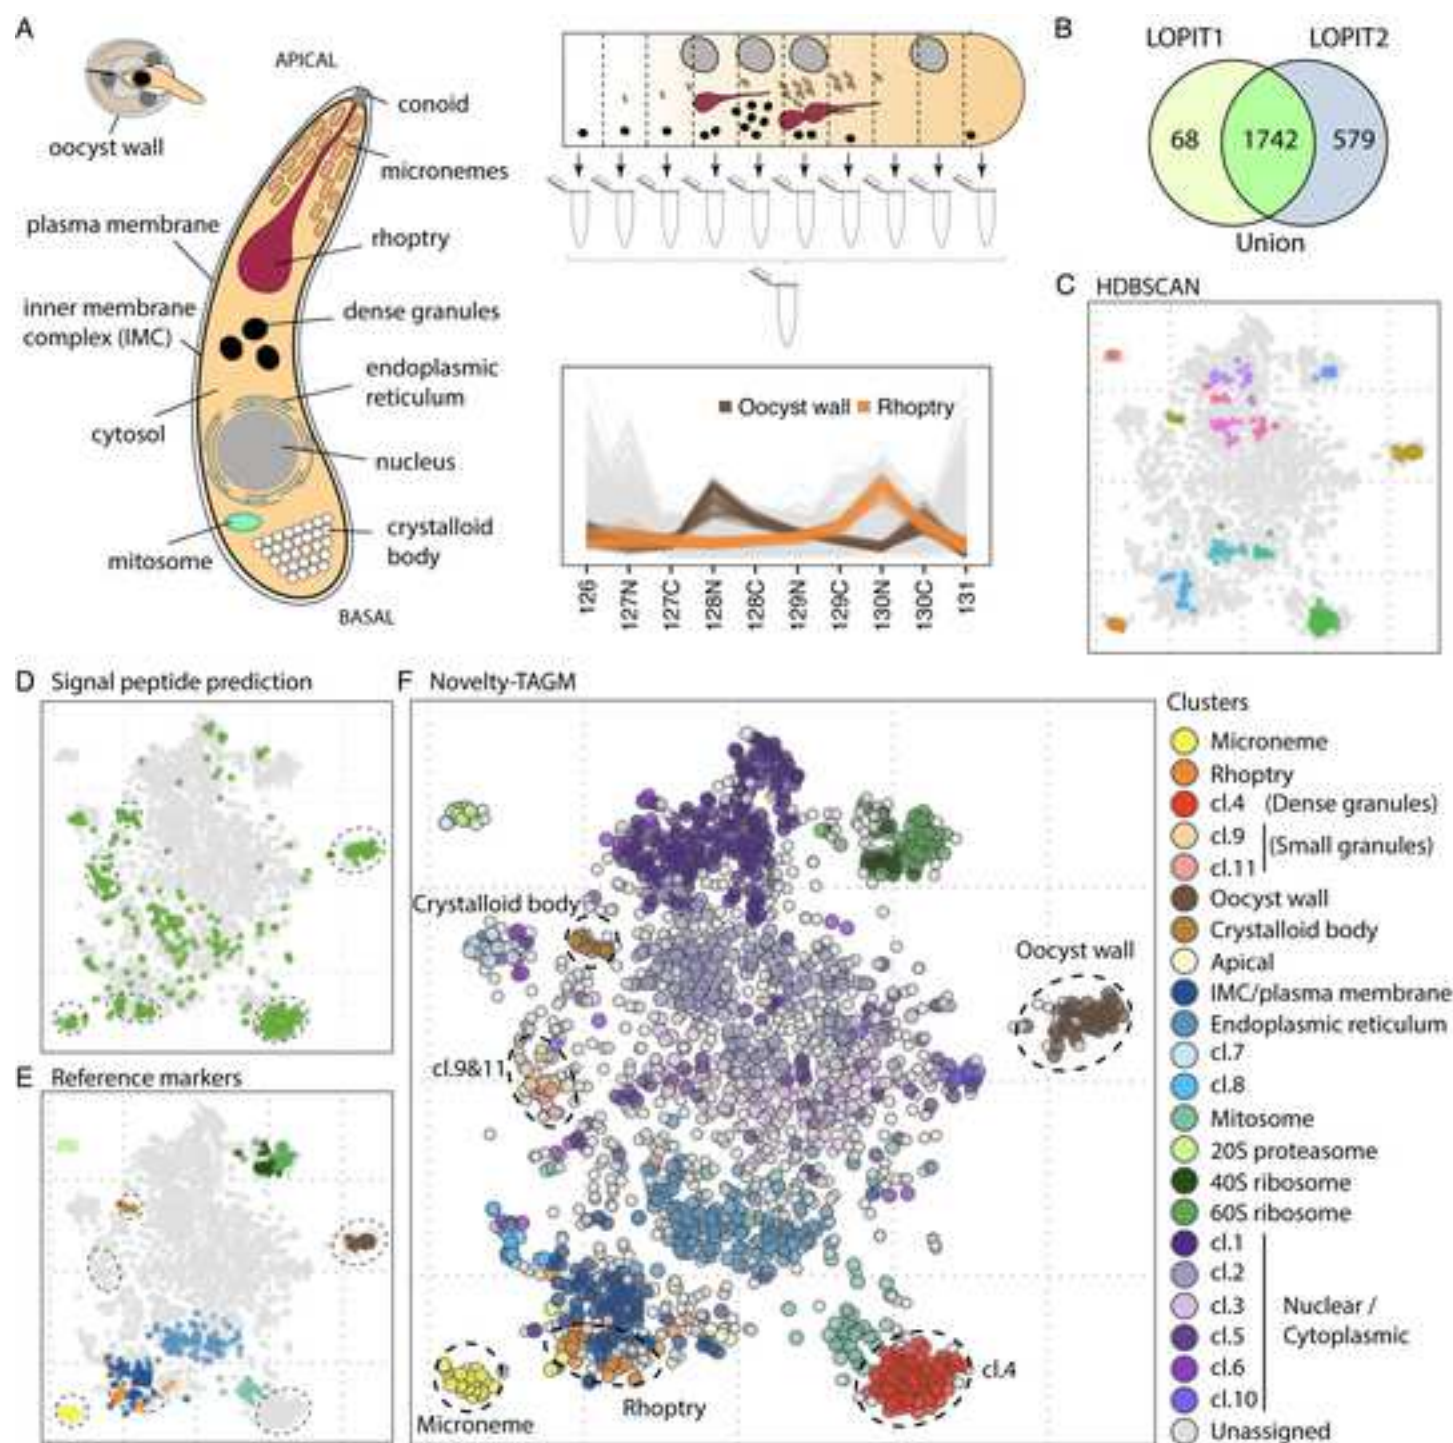 A
APICAL
oocyst wall
conoid
micronemes
plasma membrane
rhoptry
inner membrane
complex (IMC)
dense granules
endoplasmic
reticulum
cytosol
nucleus
mitosome
crystalloid
body
BASAL
Oocyst wall
Rhoptry
126
127N
127C
128N
128C
129N
129C
130N
130C
131
B
LOPIT1
LOPIT2
68
1742
579
Union
C HDBSCAN
D Signal peptide prediction
E Reference markers
F Novelty-TAGM
Crystalloid body
Oocyst wall
cl.9&11
cl.4
Microneme
Rhoptry
Clusters
Microneme
Rhoptry
cl.4 (Dense granules)
cl.9
(Small granules)
cl.11
Oocyst wall
Crystalloid body
Apical
IMC/plasma membrane
Endoplasmic reticulum
cl.7
cl.8
Mitosome
20S proteasome
40S ribosome
60S ribosome
cl.1
cl.2
cl.3
cl.5
cl.6
cl.10
Nuclear /
Cytoplasmic
Unassigned